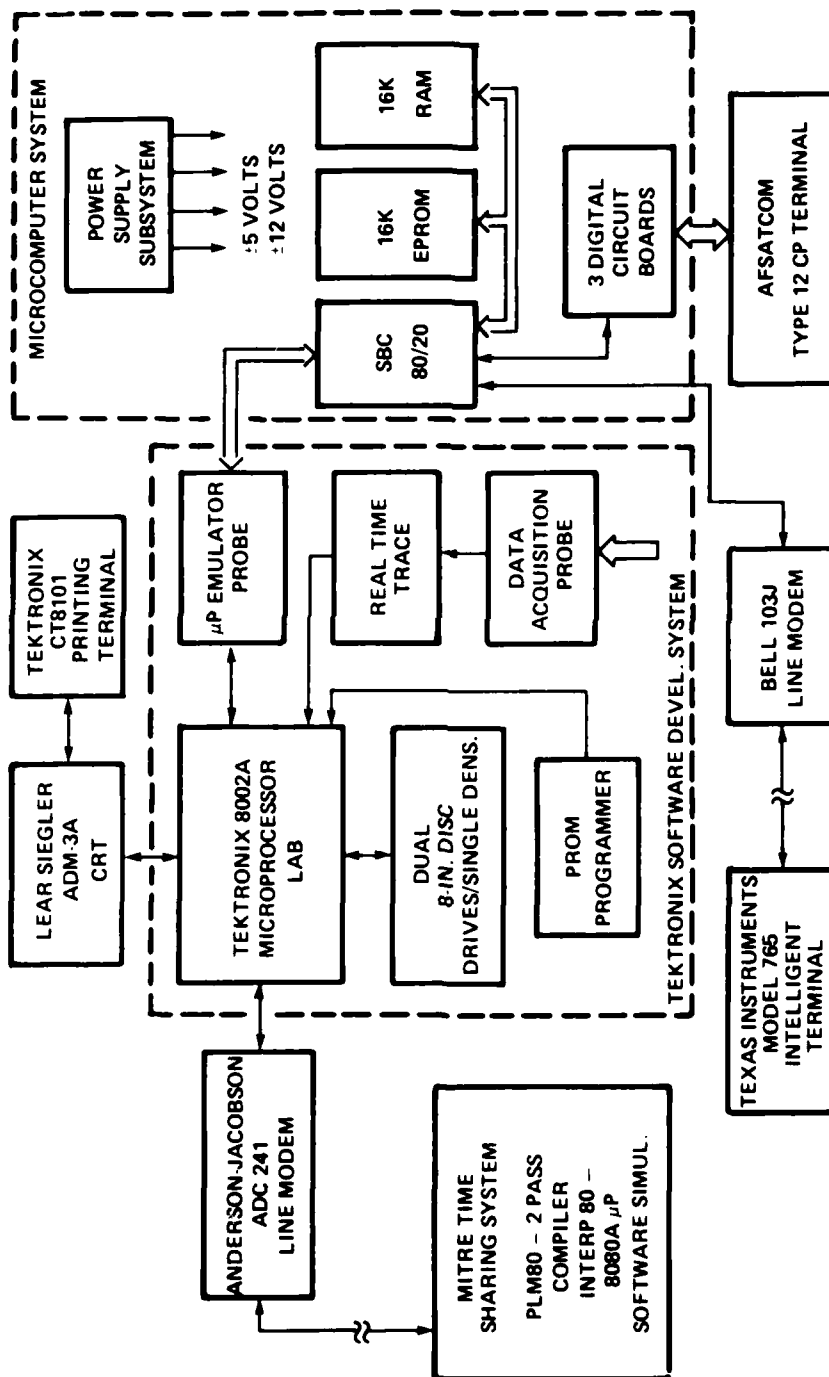 TEKTRONIX
CT8101
PRINTING
TERMINAL
LEAR SIEGLER
ADM-3A
CRT
ANDERSON-JACOBSON
ADC 241
LINE MODEM
MITRE TIME
SHARING SYSTEM
PLM80 – 2 PASS
COMPILER
INTERP 80 –
8080A µP
SOFTWARE SIMUL.
TEKTRONIX 8002A
MICROPROCESSOR
LAB
µP EMULATOR
PROBE
REAL TIME
TRACE
DATA
ACQUISITION
PROBE
DUAL
8-IN. DISC
DRIVES/SINGLE DENS.
PROM
PROGRAMMER
TEKTRONIX SOFTWARE DEVEL. SYSTEM
MICROCOMPUTER SYSTEM
POWER
SUPPLY
SUBSYSTEM
±5 VOLTS
±12 VOLTS
SBC
80/20
16K
EPROM
16K
RAM
3 DIGITAL
CIRCUIT
BOARDS
TEXAS INSTRUMENTS
MODEL 765
INTELLIGENT
TERMINAL
BELL 103J
LINE MODEM
AFSATCOM
TYPE 12 CP TERMINAL